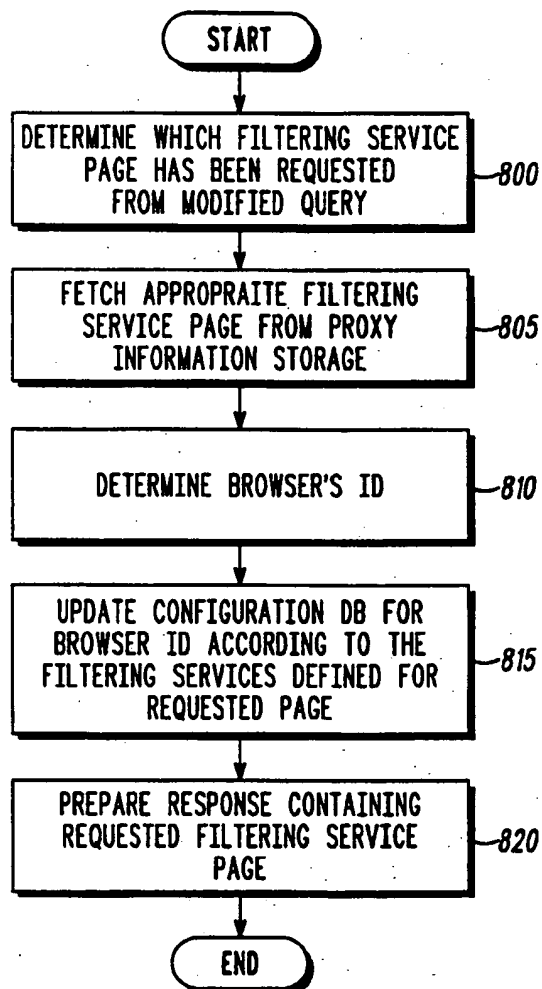 START
DETERMINE WHICH FILTERING SERVICE
PAGE HAS BEEN REQUESTED
FROM MODIFIED QUERY
800
FETCH APPROPRAITE FILTERING
SERVICE PAGE FROM PROXY
INFORMATION STORAGE
805
DETERMINE BROWSER'S ID
810
UPDATE CONFIGURATION DB FOR
BROWSER ID ACCORDING TO THE
FILTERING SERVICES DEFINED FOR
REQUESTED PAGE
815
PREPARE RESPONSE CONTAINING
REQUESTED FILTERING SERVICE
PAGE
820
END